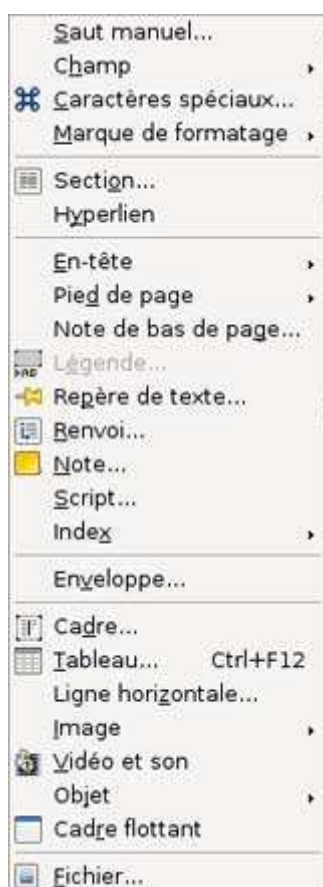 Saut manuel...
Champ
Caractères spéciaux...
Marque de formatage
Section...
Hyperlien
En-tête
Pied de page
Note de bas de page...
Légende...
Repère de texte...
Renvoi...
Note...
Script...
Index
Enveloppe...
Cadre...
Tableau... Ctrl+F12
Ligne horizontale...
Image
Vidéo et son
Objet
Cadre flottant
Fichier...